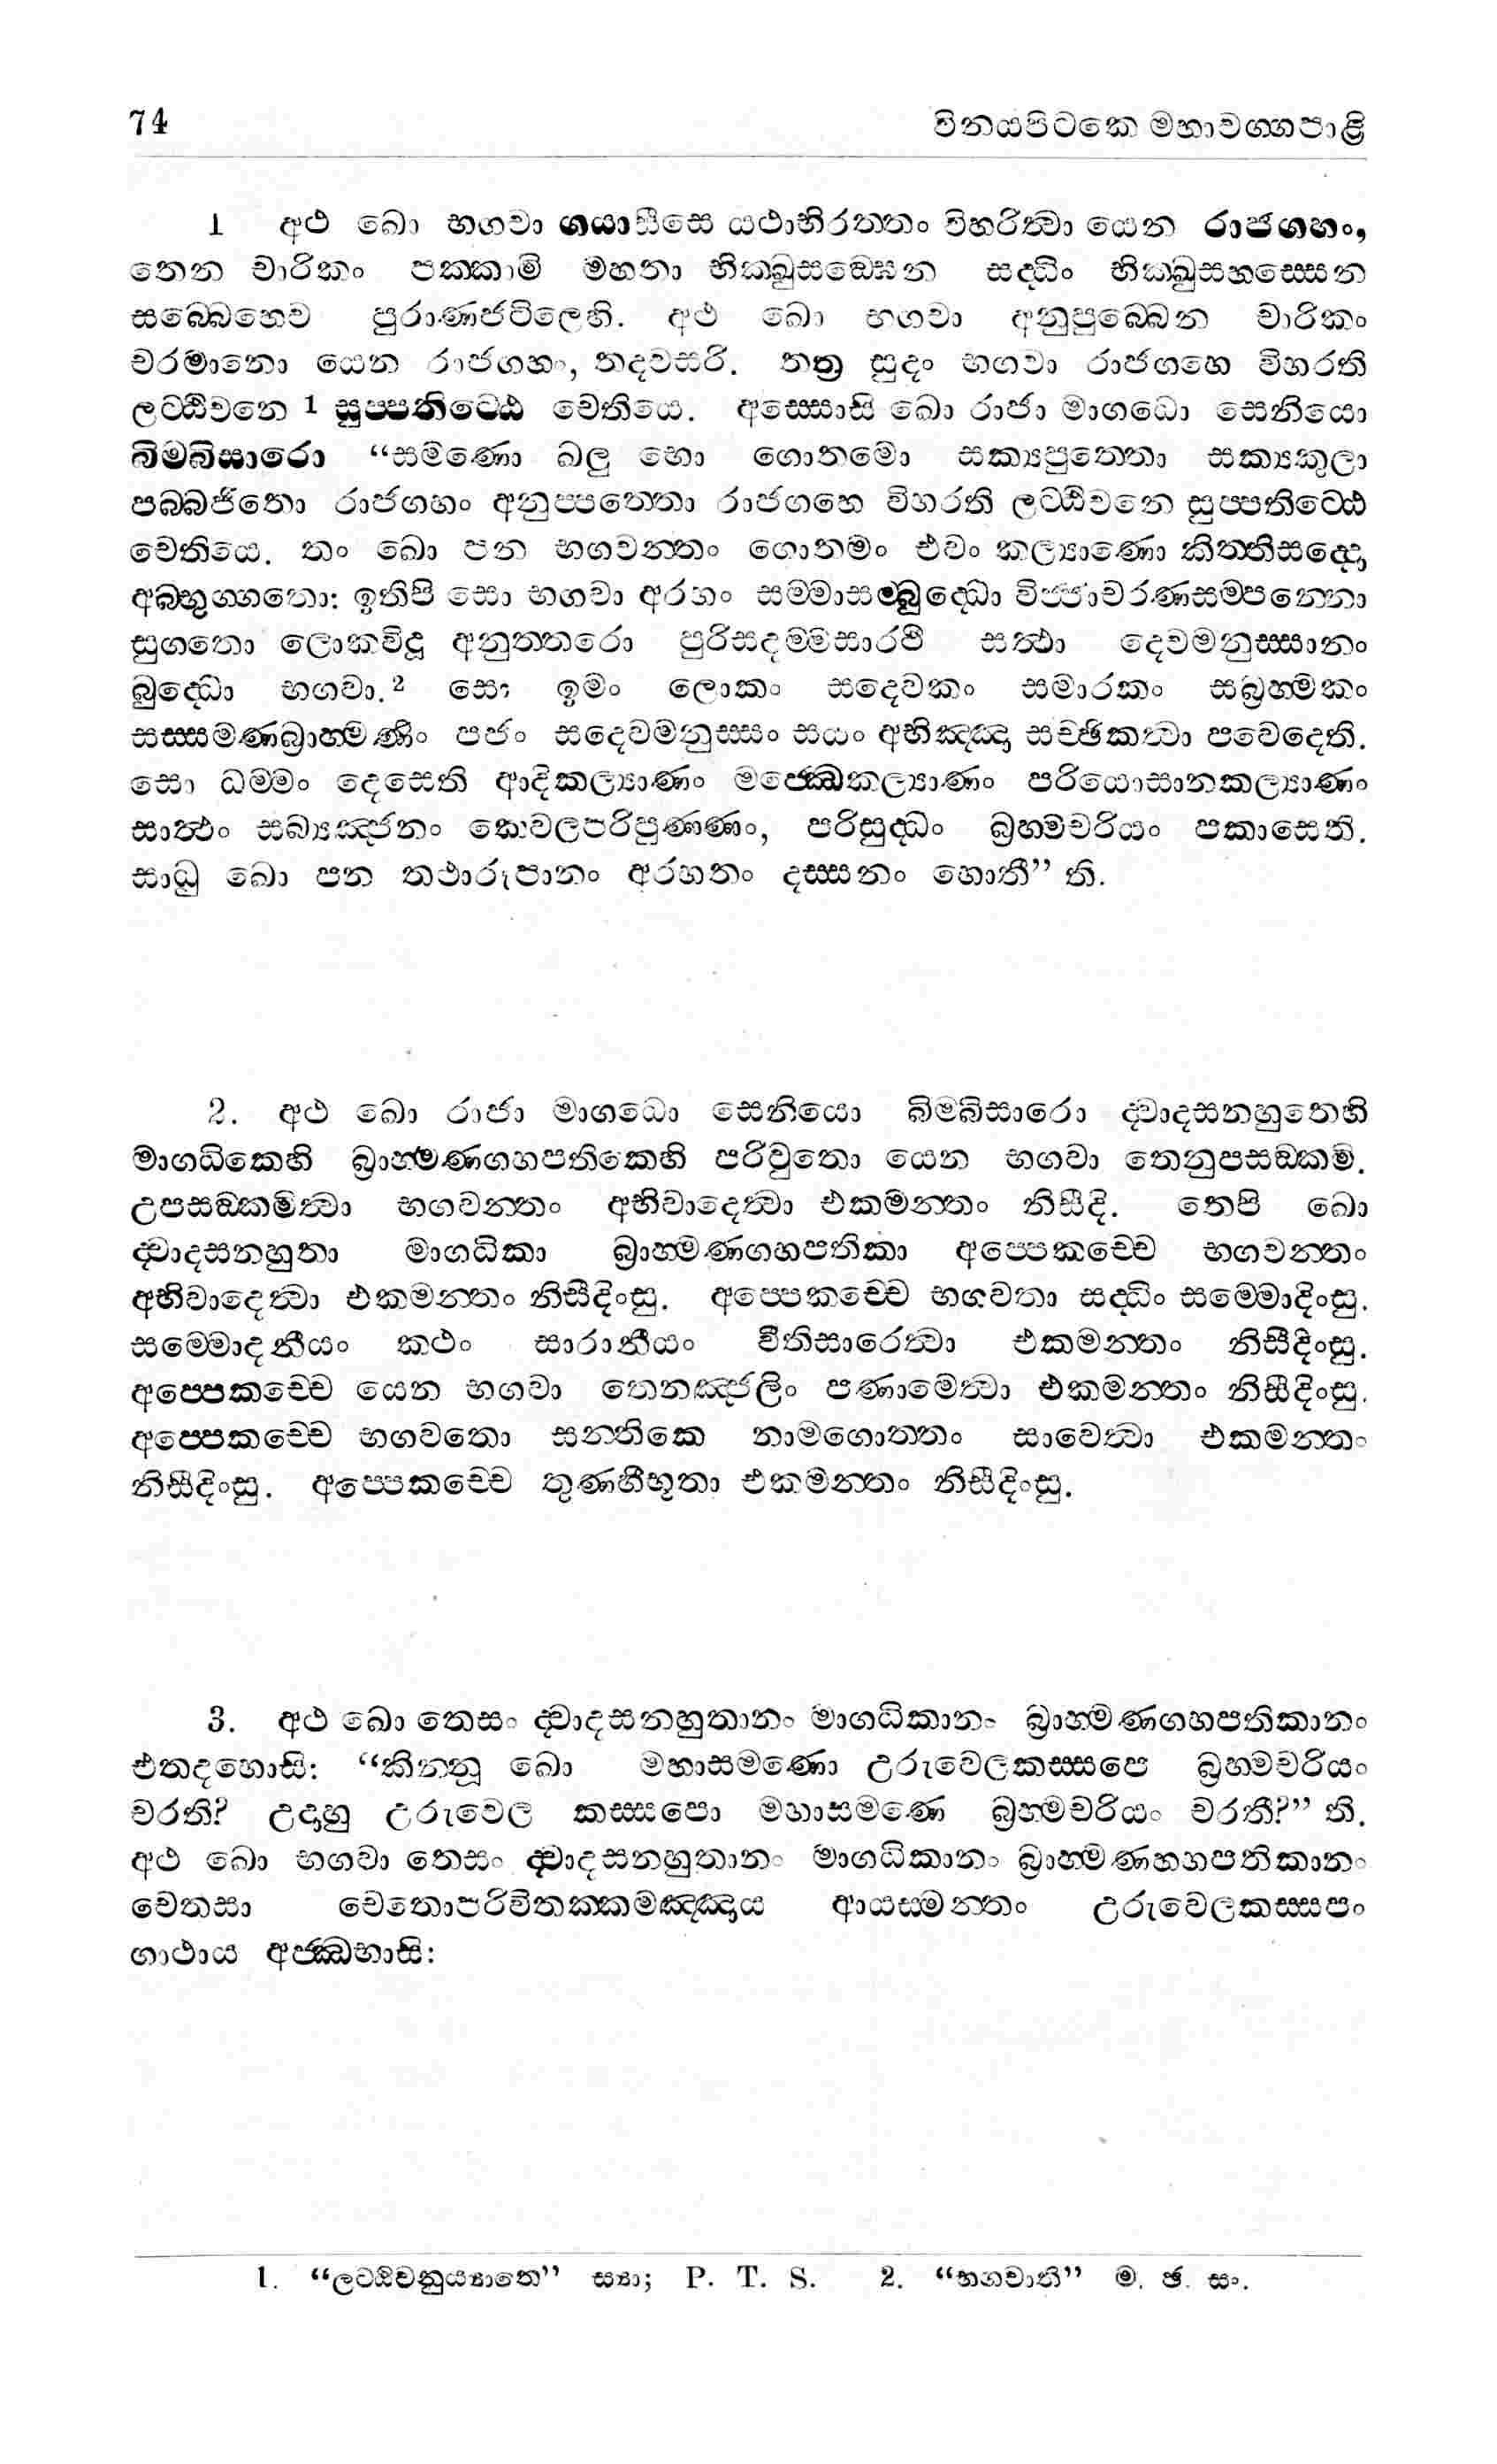 74 විනයපිටකෙ මහාවග්ගපාළි
1 අථ ඛො භගවා ගයාසීසෙ යථාභිරත්තං විහරිත්වා යෙන රාජගහං,
තෙන චාරිකං පක්කාමි මහතා භික්ඛුසඞ්ඝෙන සද්ධිං භික්ඛුසහස්සෙන
සබ්බෙහෙව පුරාණජටිලෙහි. අථ ඛො භගවා අනුපුබ්බෙන චාරිකං
චරමානො යෙන රාජගහං, තදවසරි. තත්‍ර සුදං භගවා රාජගහෙ විහරති
ලට්ඨිවනෙ 1 සුප්පතිට්ඨෙ චෙතියෙ. අස්සොසි ඛො රාජා මාගධො සෙනියො
බිම්බිසාරො “සමණො ඛලු භො ගොතමො සක්‍යපුත්තො සක්‍යකුලා
පබ්බජිතො රාජගහං අනුප්පත්තො රාජගහෙ විහරති ලට්ඨිවනෙ සුප්පතිට්ඨෙ
චෙතියෙ. තං ඛො පන භගවන්තං ගොතමං එවං කල්‍යාණො කිත්තිසද්දො,
අබ්භුග්ගතො: ඉතිපි සො භගවා අරහං සම්මාසම්බුද්ධො විජ්ජාචරණසම්පන්නො
සුගතො ලොකවිදූ අනුත්තරො පුරිසදම්මසාරථි සත්ථා දෙවමනුස්සානං
බුද්ධො භගවා.2 සො ඉමං ලොකං සදෙවකං සමාරකං සබ්‍රහ්මකං
සස්සමණබ්‍රාහ්මණිං පජං සදෙවමනුස්සං සයං අභිඤ්ඤා සච්ඡිකත්වා පවෙදෙති.
සො ධම්මං දෙසෙති ආදිකල්‍යාණං මජ්ඣෙකල්‍යාණං පරියොසානකල්‍යාණං
සාත්ථං සබ්‍යඤ්ජනං කෙවලපරිපුණ්ණං, පරිසුද්ධං බ්‍රහ්මචරියං පකාසෙති.
සාධු ඛො පන තථාරූපානං අරහතං දස්සනං හොතී” ති.
2. අථ ඛො රාජා මාගධො සෙනියො බිම්බිසාරො ද්වාදසනහුතෙහි
මාගධිකෙහි බ්‍රාහ්මණගහපතිකෙහි පරිවුතො යෙන භගවා තෙනුපසඞ්කමි.
උපසඞ්කමිත්වා භගවන්තං අභිවාදෙත්වා එකමන්තං නිසීදි. තෙපි ඛො
ද්වාදසනහුතා මාගධිකා බ්‍රාහ්මණගහපතිකා අප්පෙකච්චෙ භගවන්තං
අභිවාදෙත්වා එකමන්තං නිසීදිංසු. අප්පෙකච්චෙ භගවතා සද්ධිං සම්මොදිංසු.
සම්මොදනීයං කථං සාරාණීයං වීතිසාරෙත්වා එකමන්තං නිසීදිංසු.
අප්පෙකච්චෙ යෙන භගවා තෙනඤ්ජලිං පණාමෙත්වා එකමන්තං නිසීදිංසු.
අප්පෙකච්චෙ භගවතො සන්තිකෙ නාමගොත්තං සාවෙත්වා එකමන්තං
නිසීදිංසු. අප්පෙකච්චෙ තුණ්හීභූතා එකමන්තං නිසීදිංසු.
3. අථ ඛො තෙසං ද්වාදසනහුතානං මාගධිකානං බ්‍රාහ්මණගහපතිකානං
එතදහොසි: “කින්නු ඛො මහාසමණො උරුවෙලකස්සපෙ බ්‍රහ්මචරියං
චරති? උදාහු උරුවෙල කස්සපො මහාසමණෙ බ්‍රහ්මචරියං චරතී?” ති.
අථ ඛො භගවා තෙසං ද්වාදසනහුතානං මාගධිකානං බ්‍රාහ්මණහහපතිකානං
චෙතසා චෙතොපරිවිතක්කමඤ්ඤාය ආයස්මන්තං උරුවෙලකස්සපං
ගාථාය අජ්ඣභාසි:
1. “ලට්ඨිවනුය්‍යානෙ” ස්‍යා; P. T. S. 2. “භගවාති” ම. ඡ. සං.